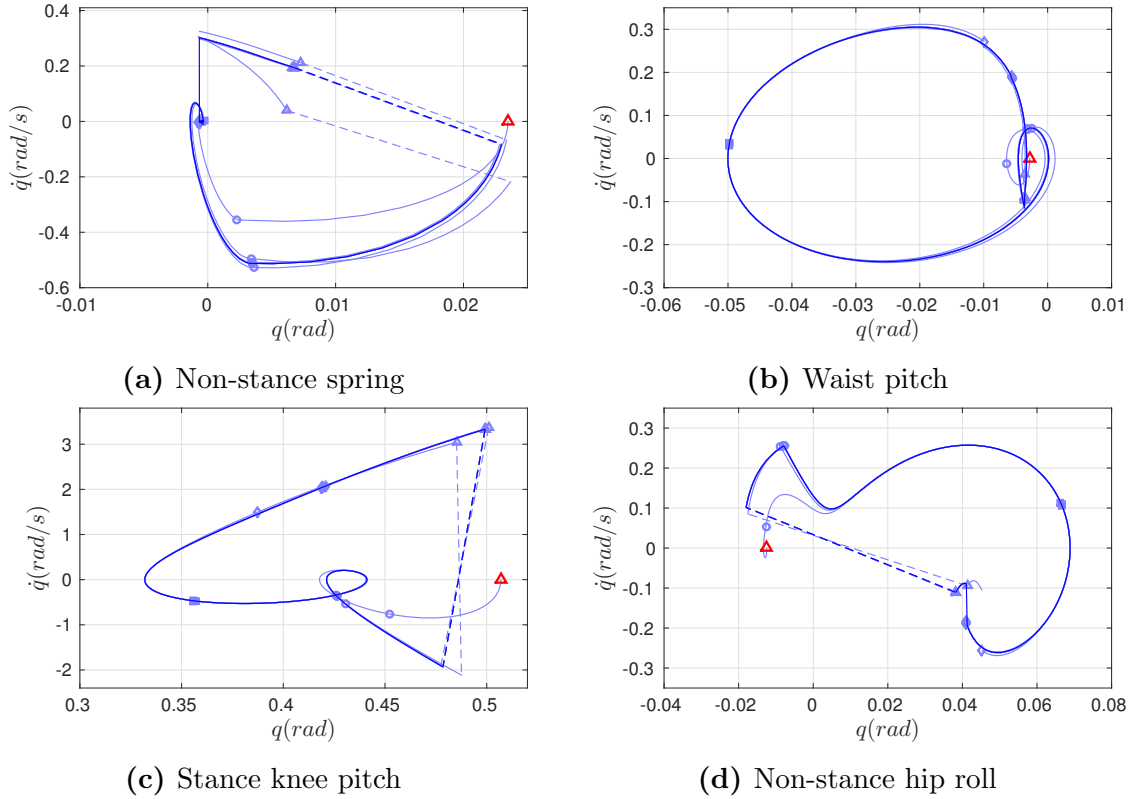 0.4
0.2
0
-0.2
-0.4
-0.6
q̇(rad/s)
-0.01 0 0.01 0.02
q(rad)
(a) Non-stance spring
0.3
0.2
0.1
0
-0.1
-0.2
-0.3
q̇(rad/s)
-0.06 -0.05 -0.04 -0.03 -0.02 -0.01 0 0.01
q(rad)
(b) Waist pitch
3
2
1
0
-1
-2
q̇(rad/s)
0.3 0.35 0.4 0.45 0.5
q(rad)
(c) Stance knee pitch
0.3
0.2
0.1
0
-0.1
-0.2
-0.3
q̇(rad/s)
-0.04 -0.02 0 0.02 0.04 0.06 0.08
q(rad)
(d) Non-stance hip roll